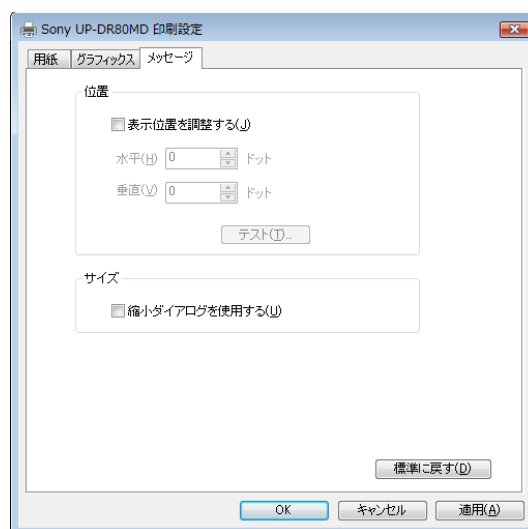 Sony UP-DR80MD 印刷設定
用紙 グラフィックス メッセージ
位置
表示位置を調整する(J)
水平(H) 0 ドット
垂直(V) 0 ドット
テスト(T)...
サイズ
縮小ダイアログを使用する(U)
標準に戻す(D)
OK キャンセル 適用(A)